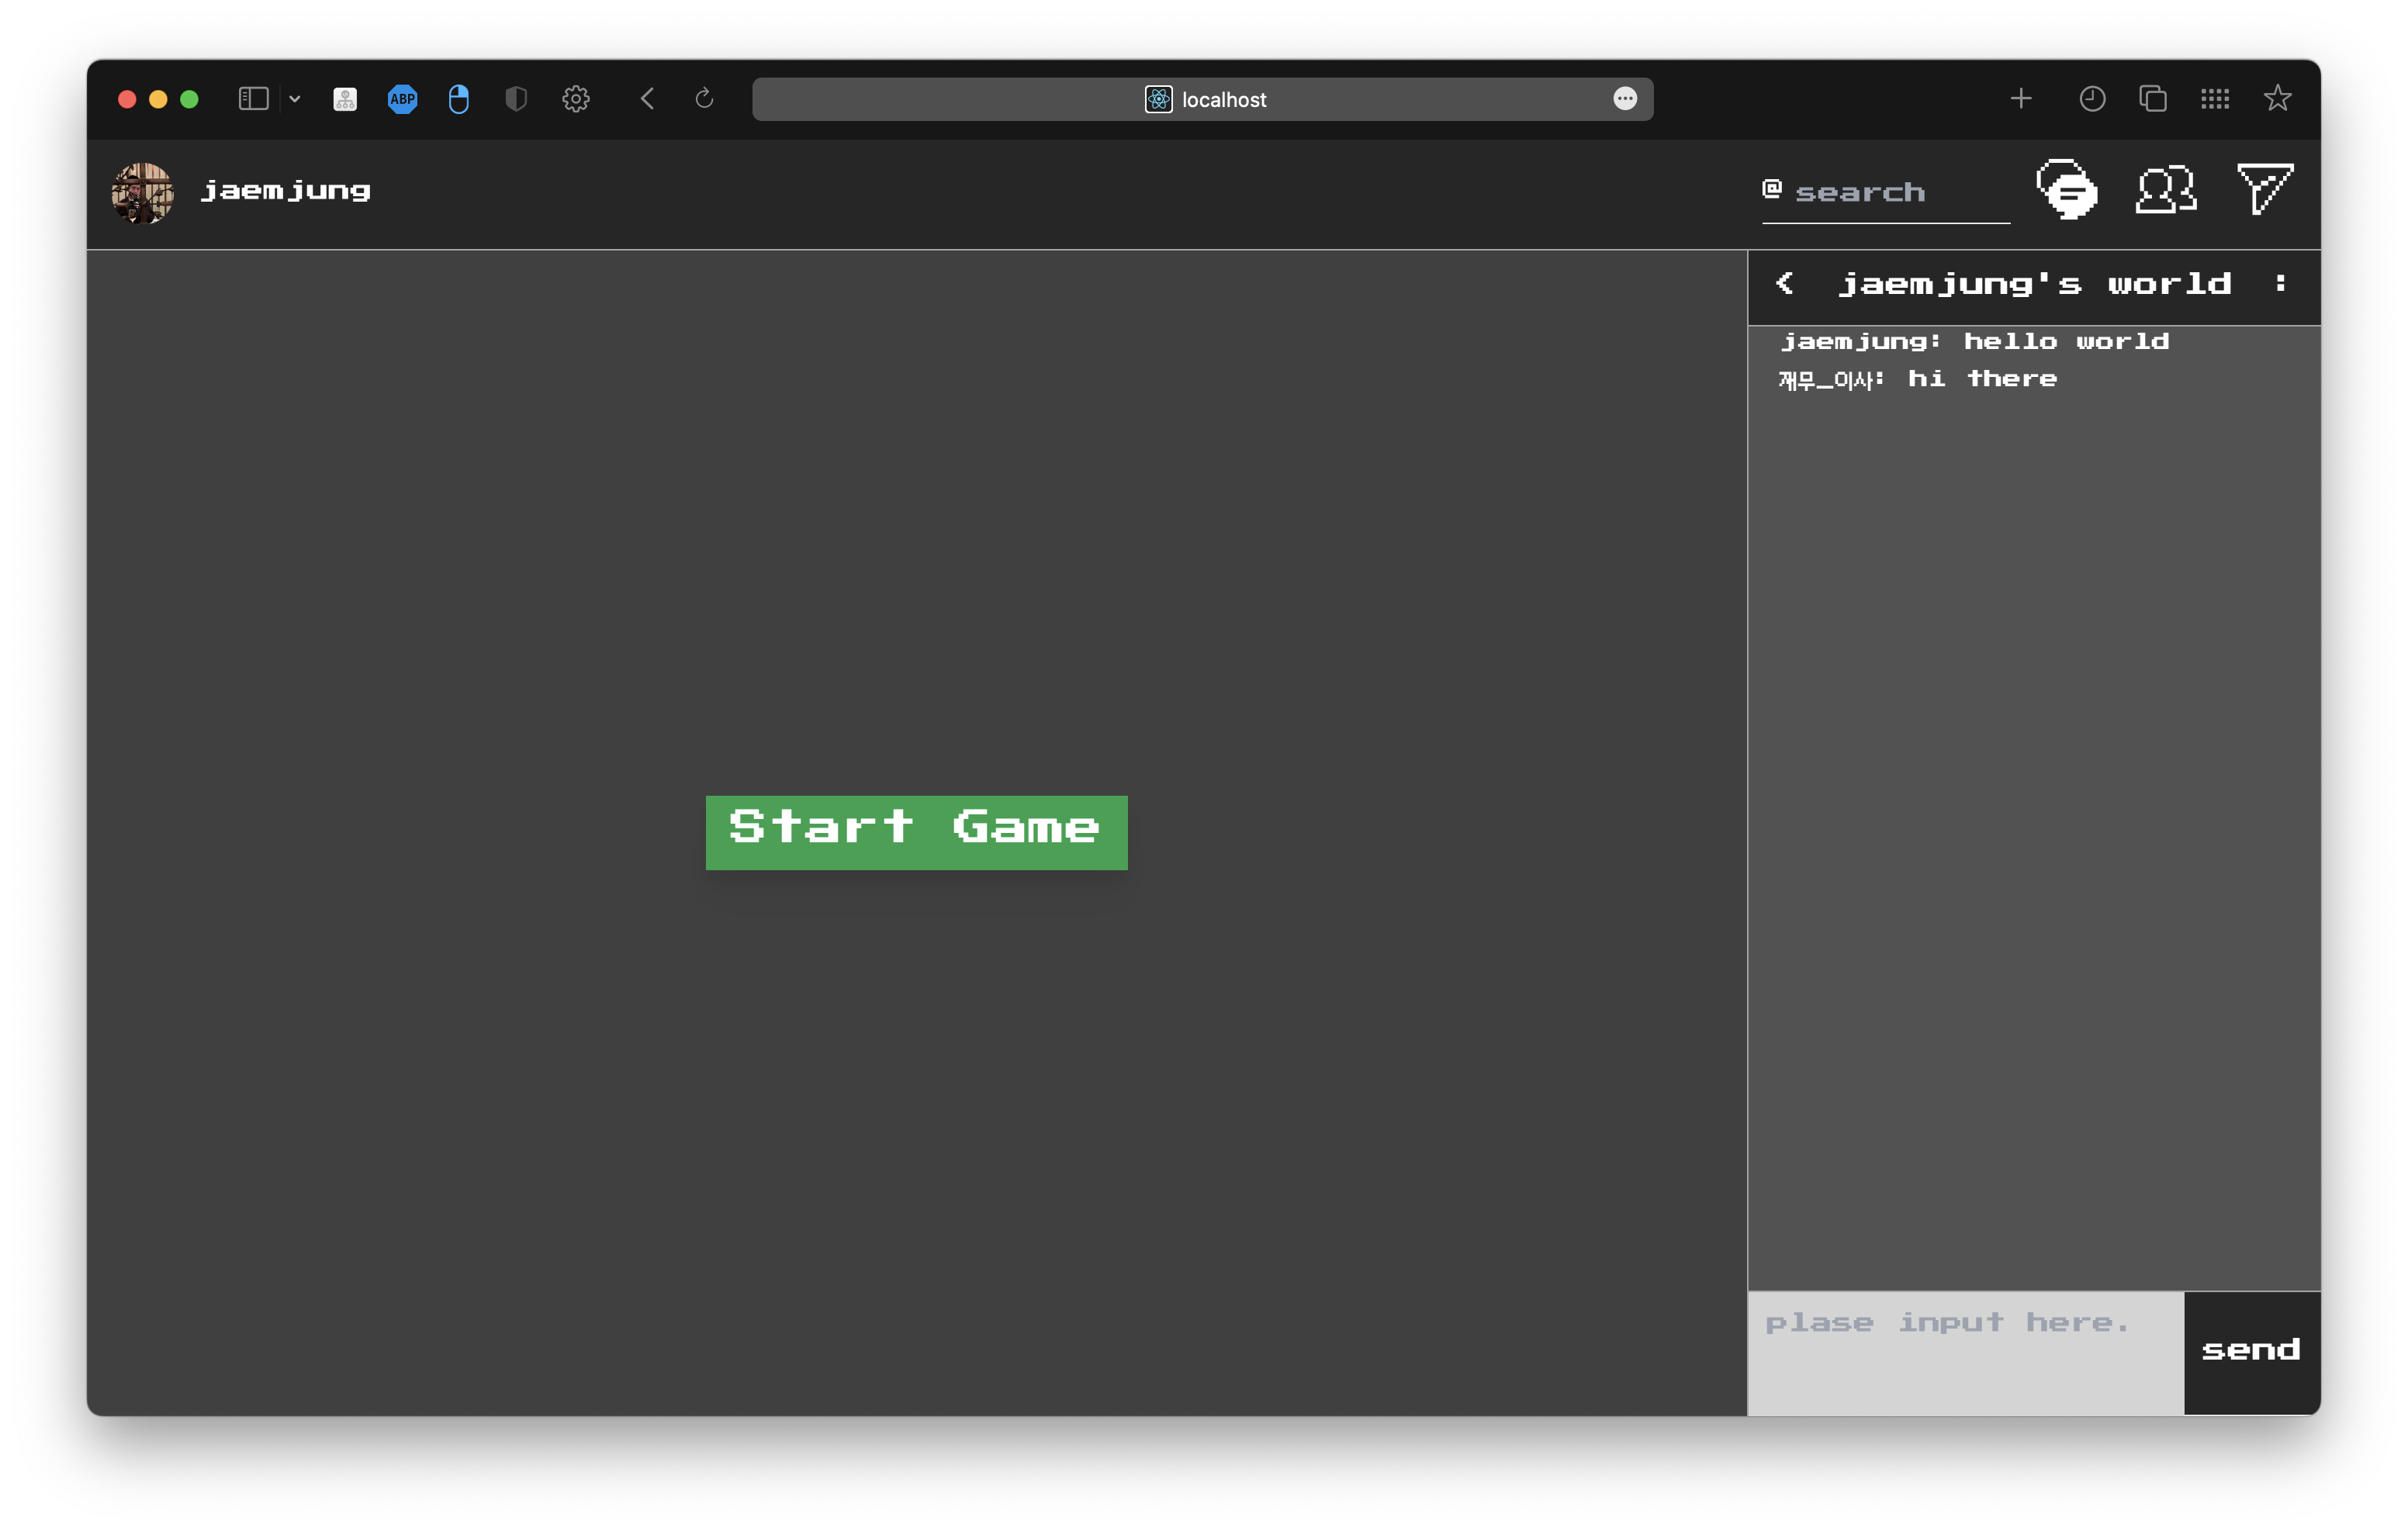 ABP
localhost
jaemjung
@ search
< jaemjung's world :
jaemjung: hello world
재무_이사: hi there
Start Game
plase input here.
send